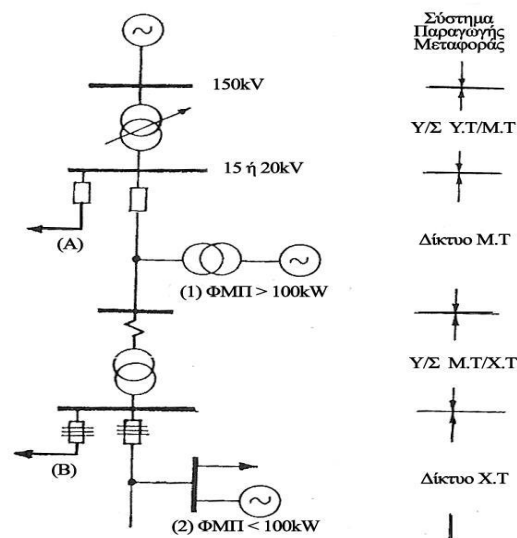 Σύστημα
Παραγωγής
Μεταφοράς
150kV
Υ/Σ Υ.Τ/Μ.Τ
15 ή 20kV
(A)
Δίκτυο Μ.Τ
(1) ΦΜΠ > 100kW
Υ/Σ Μ.Τ/Χ.Τ
(B)
Δίκτυο Χ.Τ
(2) ΦΜΠ < 100kW